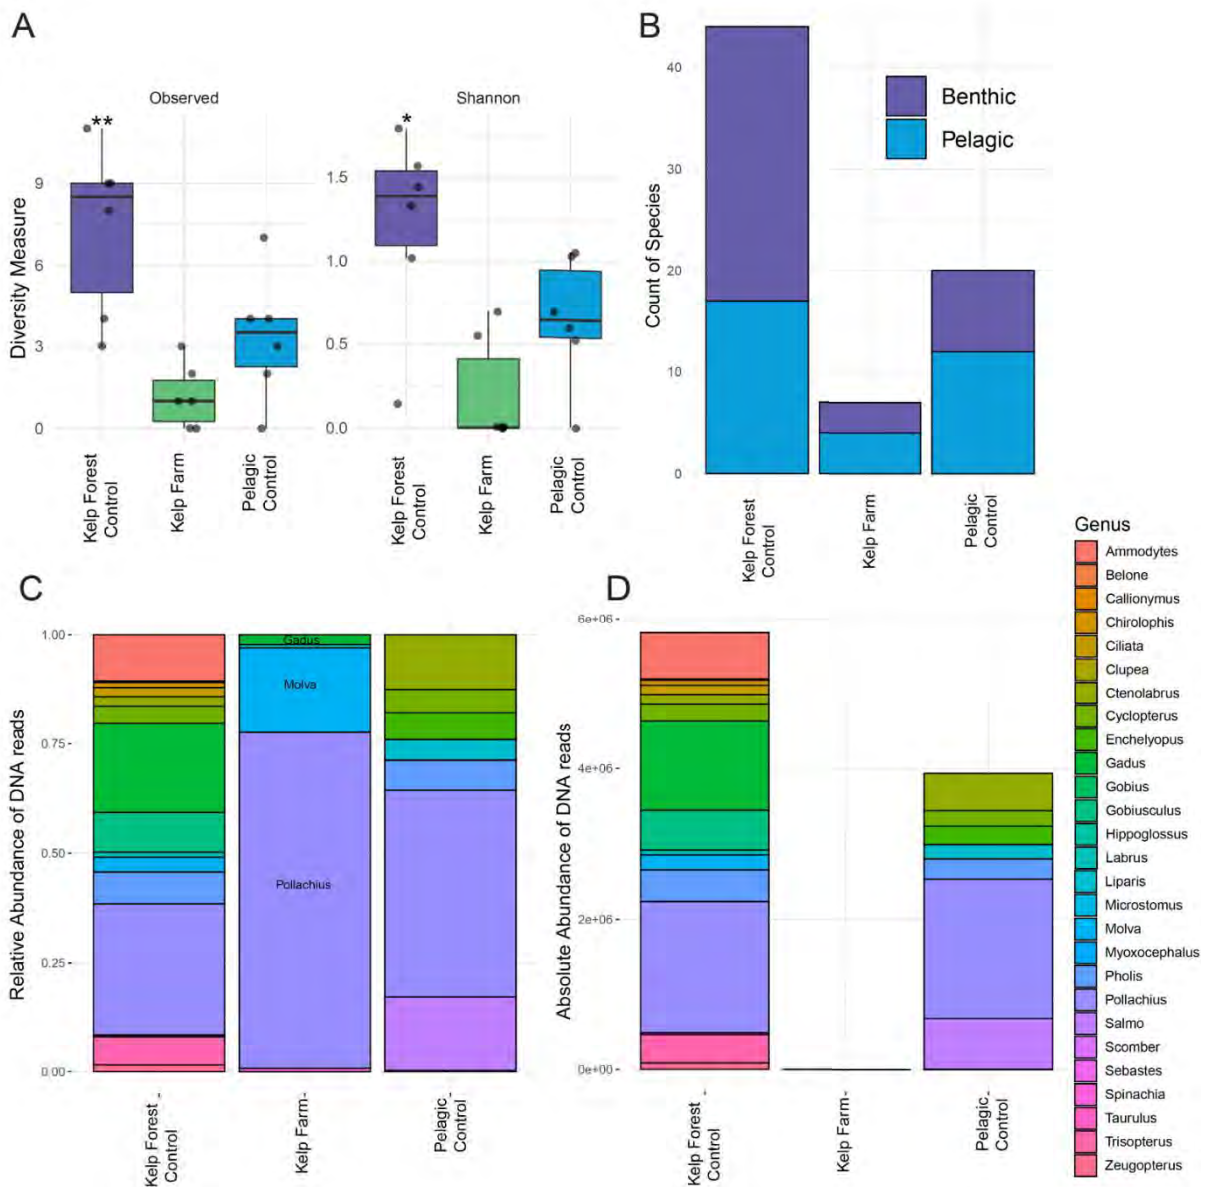 A
Observed
Shannon
**
*
Diversity Measure
9
6
3
0
1.5
1.0
0.5
0.0
Kelp Forest
Control
Kelp Farm
Pelagic
Control
Kelp Forest
Control
Kelp Farm
Pelagic
Control
B
Count of Species
40
30
20
10
0
Benthic
Pelagic
Kelp Forest
Control
Kelp Farm
Pelagic
Control
C
Relative Abundance of DNA reads
1.00
0.75
0.50
0.25
0.00
Gadus
Molva
Pollachius
Kelp Forest
Control
Kelp Farm
Pelagic
Control
D
Absolute Abundance of DNA reads
6e+06
4e+06
2e+06
0e+00
Kelp Forest
Control
Kelp Farm
Pelagic
Control
Genus
Ammodytes
Belone
Callionymus
Chirolophis
Ciliata
Clupea
Ctenolabrus
Cyclopterus
Enchelyopus
Gadus
Gobius
Gobiusculus
Hippoglossus
Labrus
Liparis
Microstomus
Molva
Myoxocephalus
Pholis
Pollachius
Salmo
Scomber
Sebastes
Spinachia
Taurulus
Trisopterus
Zeugopterus